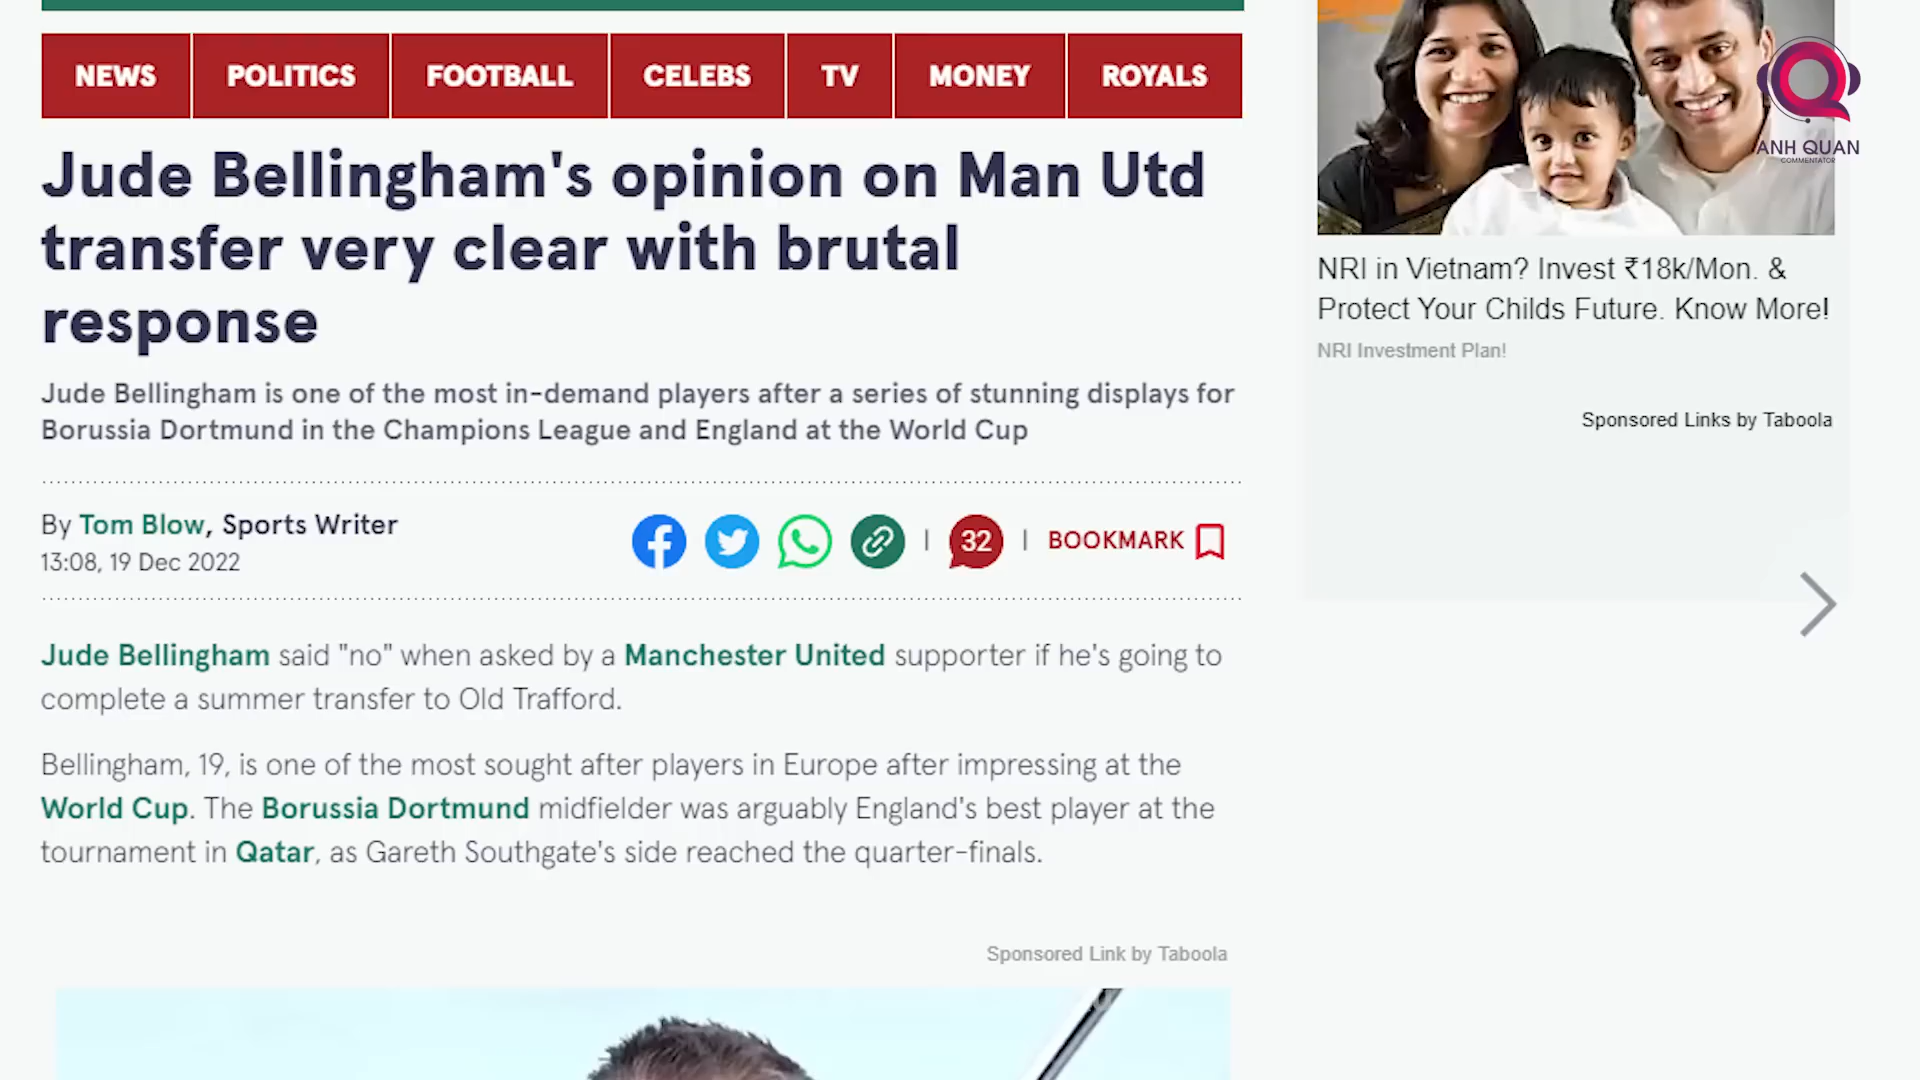 NEWS
POLITICS
FOOTBALL
CELEBS
TV
MONEY
ROYALS
Jude Bellingham's opinion on Man Utd
transfer very clear with brutal
response
Jude Bellingham is one of the most in-demand players after a series of stunning displays for
Borussia Dortmund in the Champions League and England at the World Cup
By Tom Blow, Sports Writer
13:08, 19 Dec 2022
32
BOOKMARK
Jude Bellingham said "no" when asked by a Manchester United supporter if he's going to
complete a summer transfer to Old Trafford.
Bellingham, 19, is one of the most sought after players in Europe after impressing at the
World Cup. The Borussia Dortmund midfielder was arguably England's best player at the
tournament in Qatar, as Gareth Southgate's side reached the quarter-finals.
Sponsored Link by Taboola
ANH QUAN
COMMENTATOR
NRI in Vietnam? Invest ₹18k/Mon. &
Protect Your Childs Future. Know More!
NRI Investment Plan!
Sponsored Links by Taboola